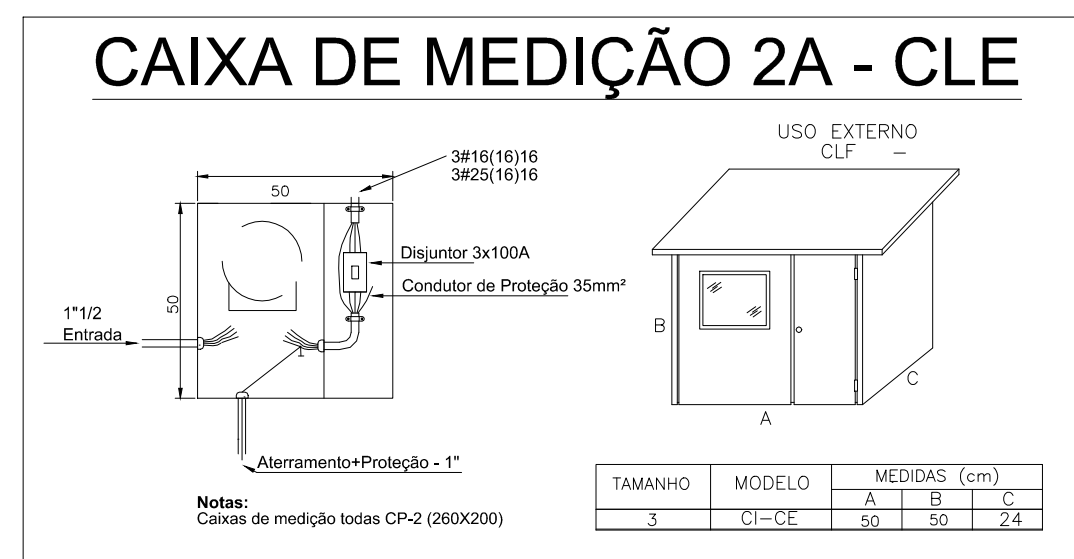 CAIXA DE MEDIÇÃO 2A - CLE
USO EXTERNO
CLF –
3#16(16)16
3#25(16)16
50
Disjuntor 3x100A
Condutor de Proteção 35mm²
50
1"1/2
Entrada
Aterramento+Proteção - 1"
Notas:
Caixas de medição todas CP-2 (260X200)
B
C
A
TAMANHO MODELO MEDIDAS (cm)
A B C
3 CI-CE 50 50 24